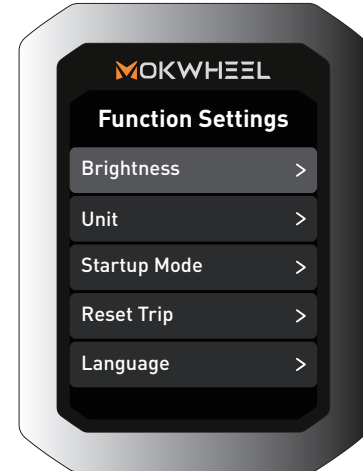 MOKWHEEL
Function Settings
Brightness >
Unit >
Startup Mode >
Reset Trip >
Language >